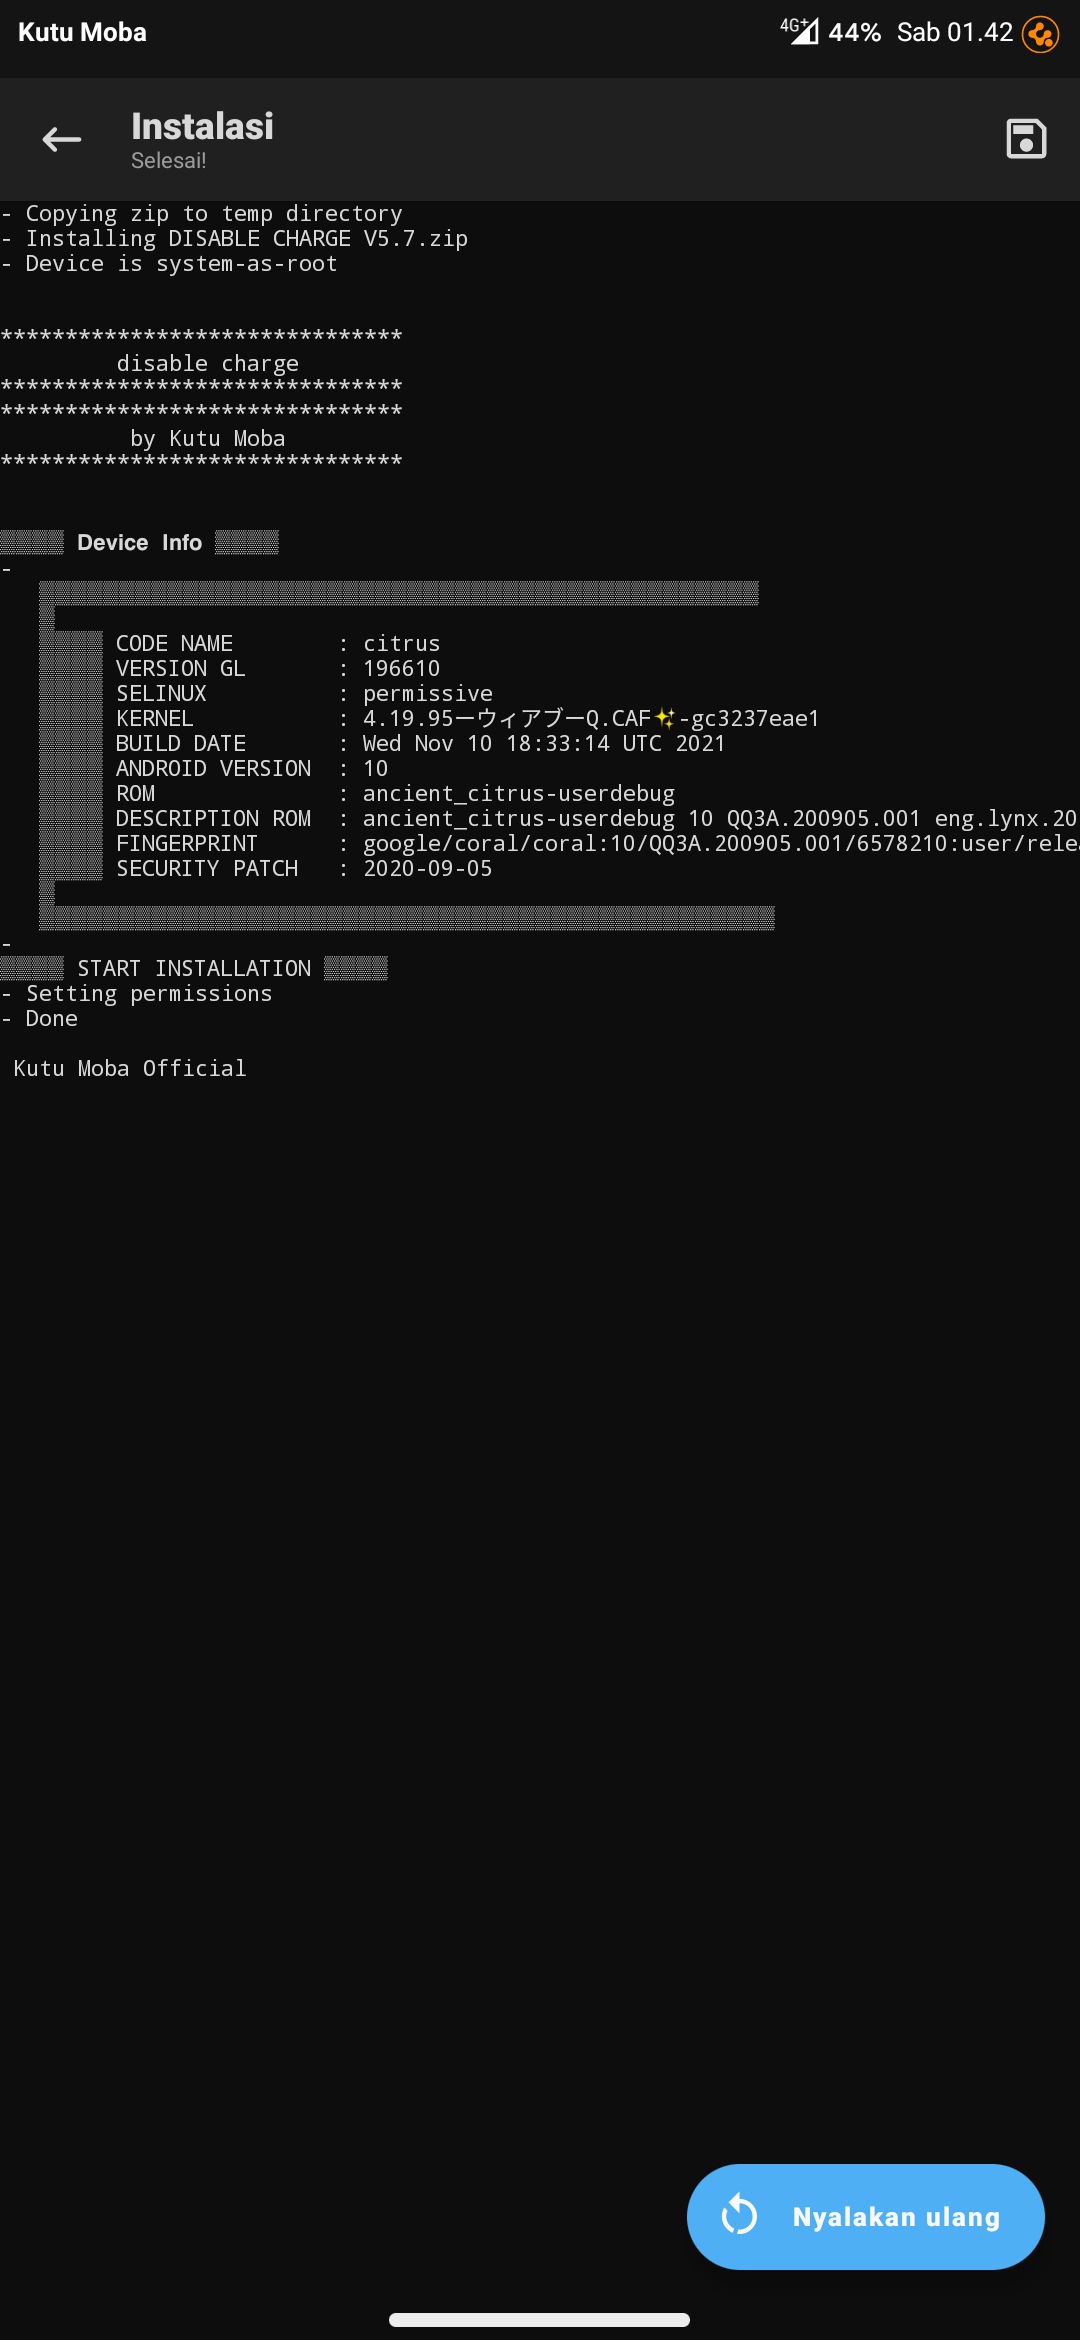 Kutu Moba 4G+ 44% Sab 01.42
Instalasi
Selesai!
- Copying zip to temp directory
- Installing DISABLE CHARGE V5.7.zip
- Device is system-as-root
*******************************
disable charge
*******************************
*******************************
by Kutu Moba
*******************************
▒▒▒▒▒ Device Info ▒▒▒▒▒
-
CODE NAME : citrus
VERSION GL : 196610
SELINUX : permissive
KERNEL : 4.19.95ーウィアブーQ.CAF✨-gc3237eae1
BUILD DATE : Wed Nov 10 18:33:14 UTC 2021
ANDROID VERSION : 10
ROM : ancient_citrus-userdebug
DESCRIPTION ROM : ancient_citrus-userdebug 10 QQ3A.200905.001 eng.lynx.20
FINGERPRINT : google/coral/coral:10/QQ3A.200905.001/6578210:user/rele
SECURITY PATCH : 2020-09-05
-
▒▒▒▒▒ START INSTALLATION ▒▒▒▒▒
- Setting permissions
- Done
Kutu Moba Official
Nyalakan ulang